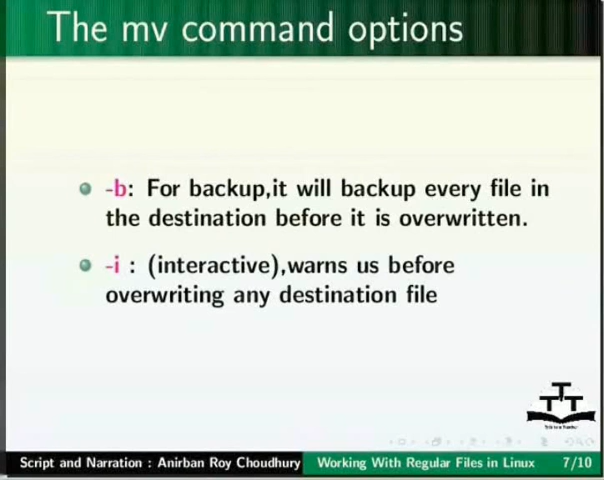 The mv command options
-b: For backup,it will backup every file in
the destination before it is overwritten.
-i : (interactive),warns us before
overwriting any destination file
TTT
Script and Narration : Anirban Roy Choudhury Working With Regular Files in Linux 7/10